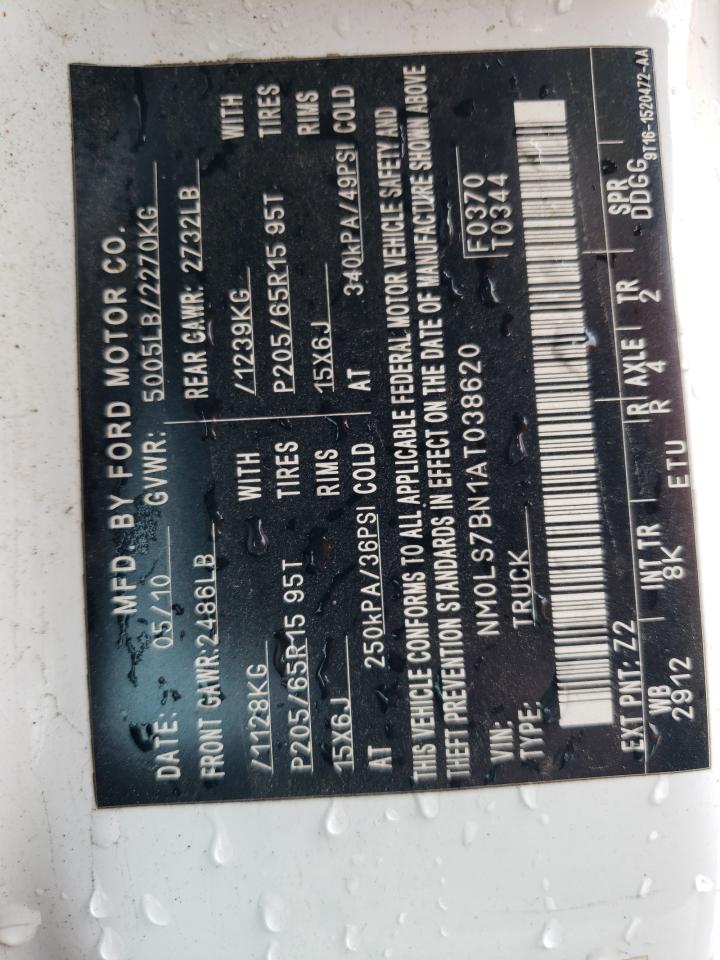 MFD. BY FORD MOTOR CO.
DATE: 05/10 GVWR: 5005LB/2270KG
FRONT GAWR:2486LB REAR GAWR: 2732LB
/1128KG WITH /1239KG WITH
P205/65R15 95T TIRES P205/65R15 95T TIRES
15X6J RIMS 15X6J RIMS
AT 250kPA/36PSI COLD AT 340kPA/49PSI COLD
THIS VEHICLE CONFORMS TO ALL APPLICABLE FEDERAL MOTOR VEHICLE SAFETY AND
THEFT PREVENTION STANDARDS IN EFFECT ON THE DATE OF MANUFACTURE SHOWN ABOVE
VIN: NM0LS7BN1AT038620 F0370
TYPE: TRUCK T0344
EXT PNT: Z2
WB INT TR R AXLE TR SPR
2912 8K ETU R 4 2 DDGG
9T16-1520472-AA